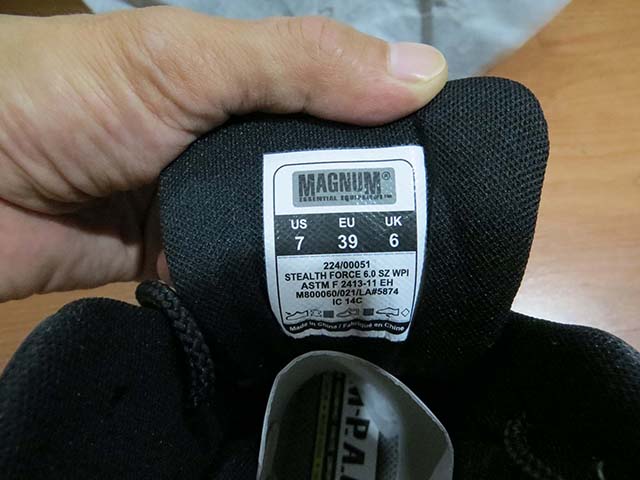 MAGNUM®
ESSENTIAL EQUIPMENT™
US EU UK
7 39 6
224/00051
STEALTH FORCE 6.0 SZ WPI
ASTM F 2413-11 EH
M800060/021/LA#5874
IC 14C
Made in China / Fabriqué en Chine
M-P.A.